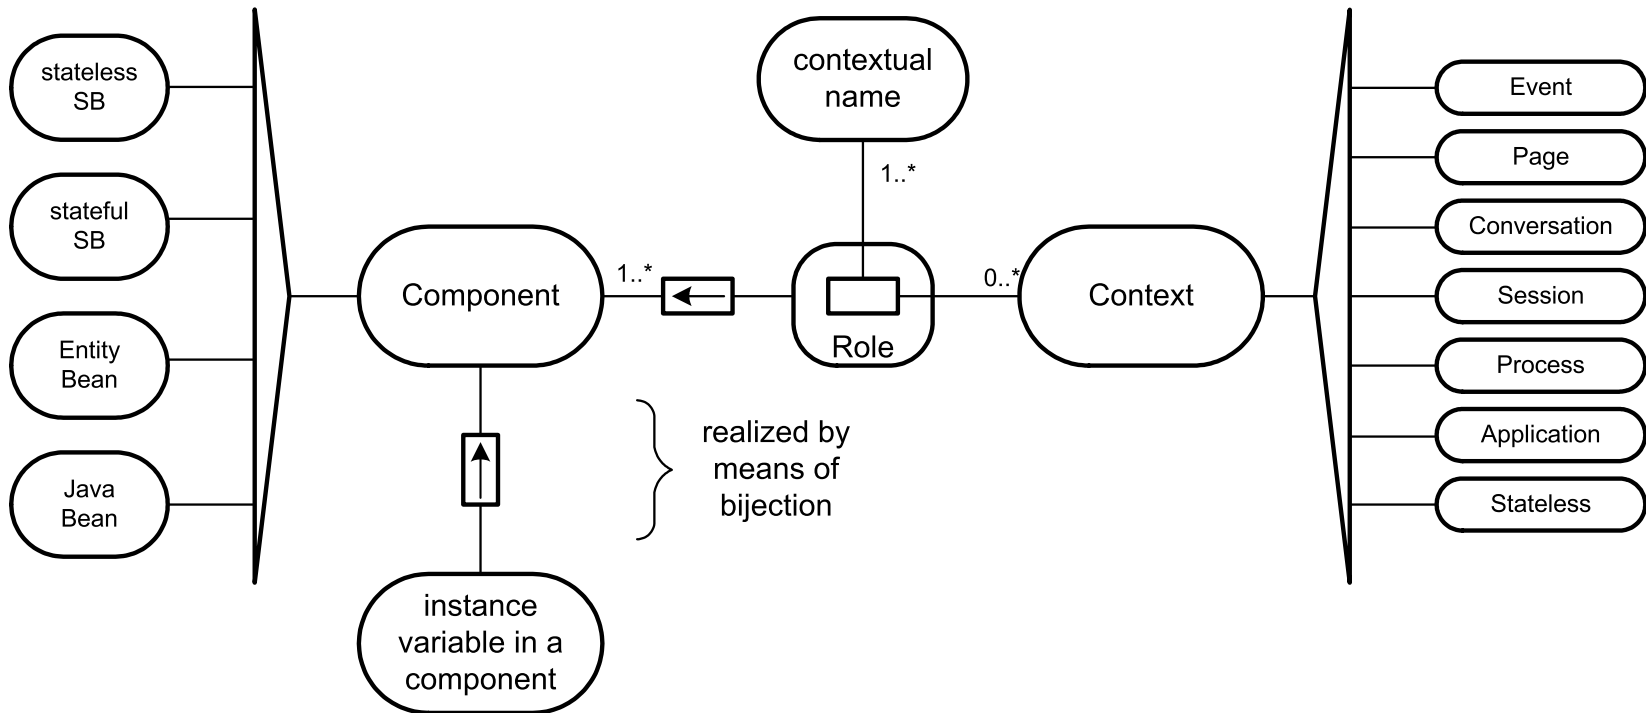 stateless
SB
stateful
SB
Entity
Bean
Java
Bean
Component
1..*
instance
variable in a
component
realized by
means of
bijection
contextual
name
1..*
Role
0..*
Context
Event
Page
Conversation
Session
Process
Application
Stateless